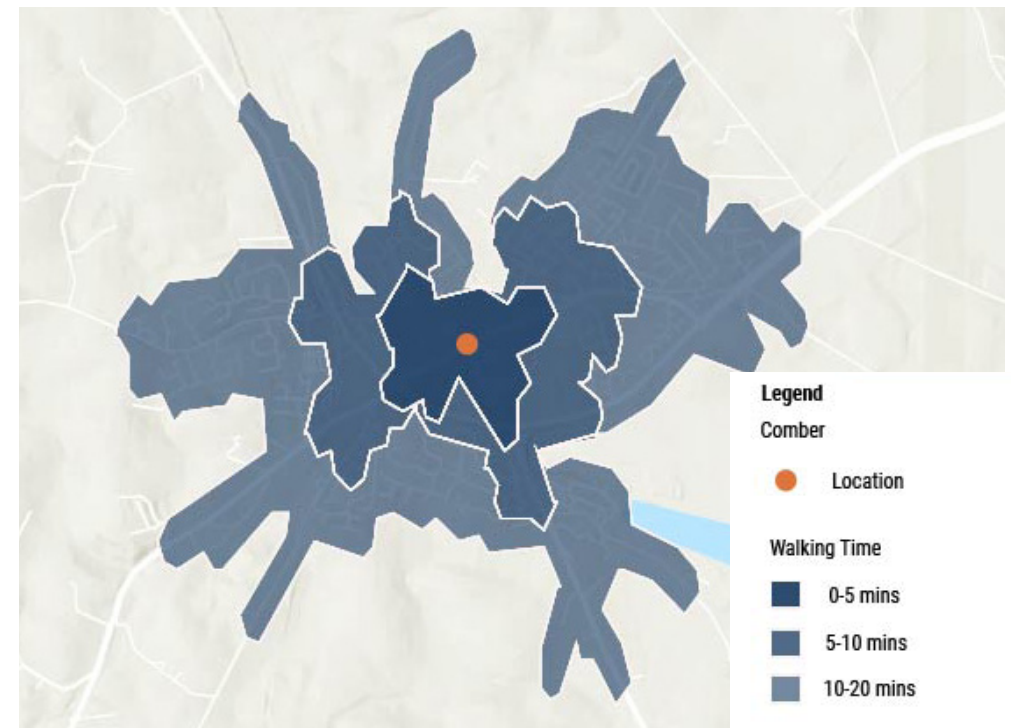 Legend
Comber
Location
Walking Time
0-5 mins
5-10 mins
10-20 mins